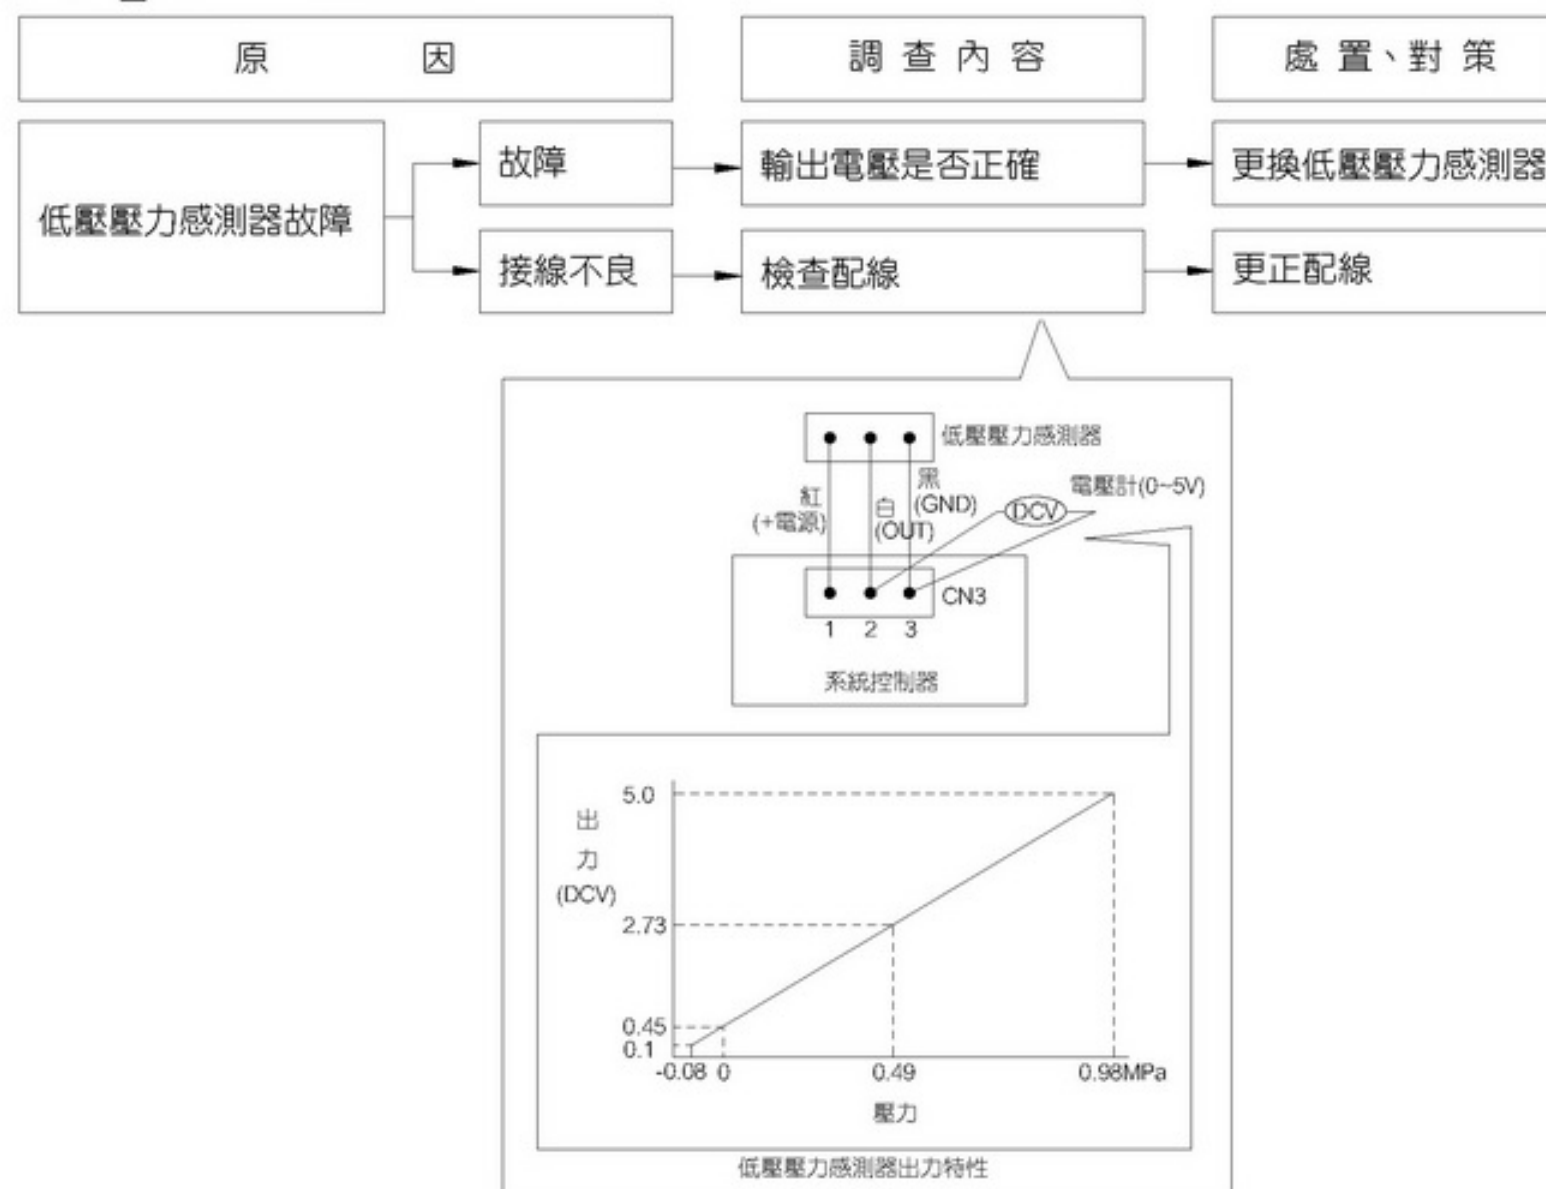 原因
調查內容
處置、對策
低壓壓力感測器故障
故障
輸出電壓是否正確
更換低壓壓力感測器
接線不良
檢查配線
更正配線
低壓壓力感測器
紅
(+電源)
白
(OUT)
黑
(GND)
DCV
電壓計(0~5V)
CN3
1 2 3
系統控制器
出
力
(DCV)
5.0
2.73
0.45
0.1
-0.08 0 0.49 0.98MPa
壓力
低壓壓力感測器出力特性